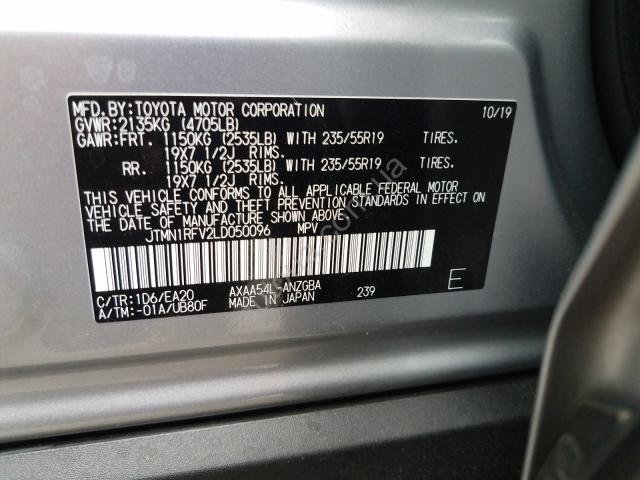 MFD.BY:TOYOTA MOTOR CORPORATION 10/19
GVWR:2135KG (4705LB)
GAWR:FRT. 1150KG (2535LB) WITH 235/55R19 TIRES.
19X7 1/2J RIMS.
RR. 1150KG (2535LB) WITH 235/55R19 TIRES.
19X7 1/2J RIMS.
THIS VEHICLE CONFORMS TO ALL APPLICABLE FEDERAL MOTOR
VEHICLE SAFETY AND THEFT PREVENTION STANDARDS IN EFFECT ON
THE DATE OF MANUFACTURE SHOWN ABOVE.
JTMN1RFV2LD050096 MPV
C/TR:1D6/EA20 AXAA54L-ANZGBA 239 E
A/TM:-01A/UB80F MADE IN JAPAN